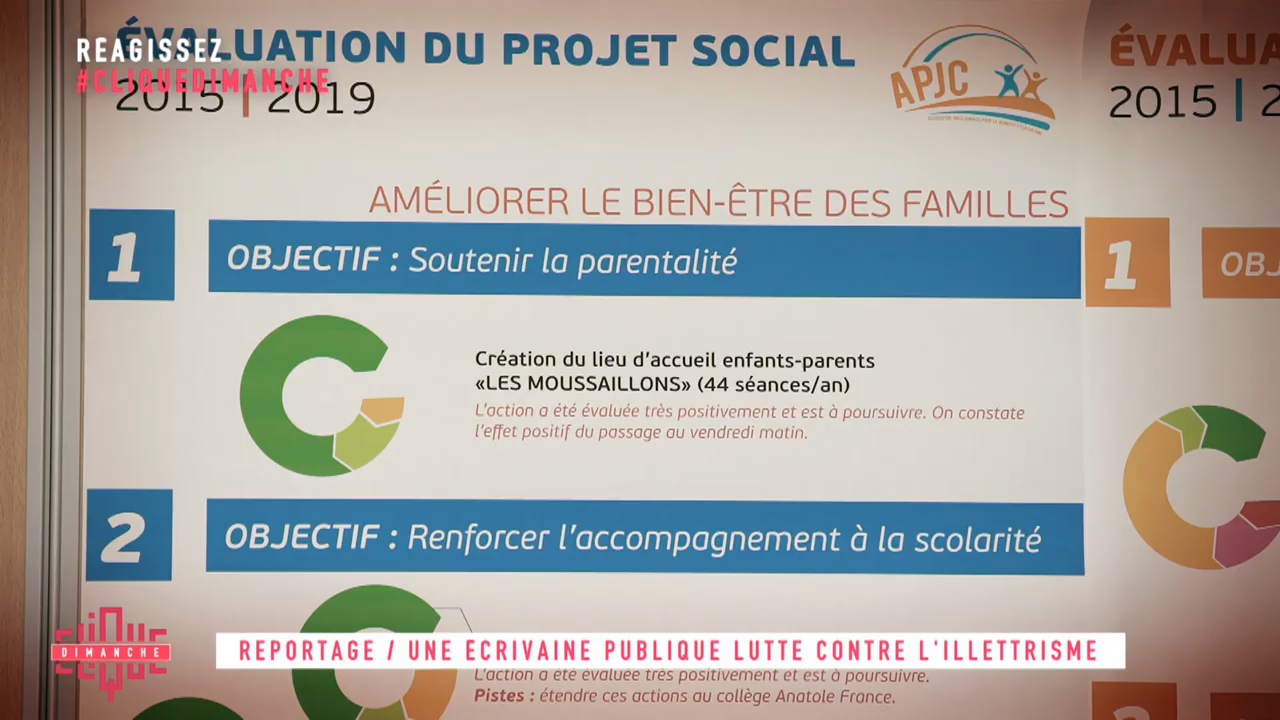 RÉAGISSEZ
#CLIQUEDIMANCHE
ÉVALUATION DU PROJET SOCIAL
2015 | 2019
APJC
ÉVALUA
2015 | 2
AMÉLIORER LE BIEN-ÊTRE DES FAMILLES
1
OBJECTIF : Soutenir la parentalité
1
OBJ
Création du lieu d'accueil enfants-parents
«LES MOUSSAILLONS» (44 séances/an)
L'action a été évaluée très positivement et est à poursuivre. On constate
l'effet positif du passage au vendredi matin.
2
OBJECTIF : Renforcer l'accompagnement à la scolarité
CLIQUE
DIMANCHE
REPORTAGE / UNE ÉCRIVAINE PUBLIQUE LUTTE CONTRE L'ILLETTRISME
L'action a été évaluée très positivement et est à poursuivre.
Pistes : étendre ces actions au collège Anatole France.